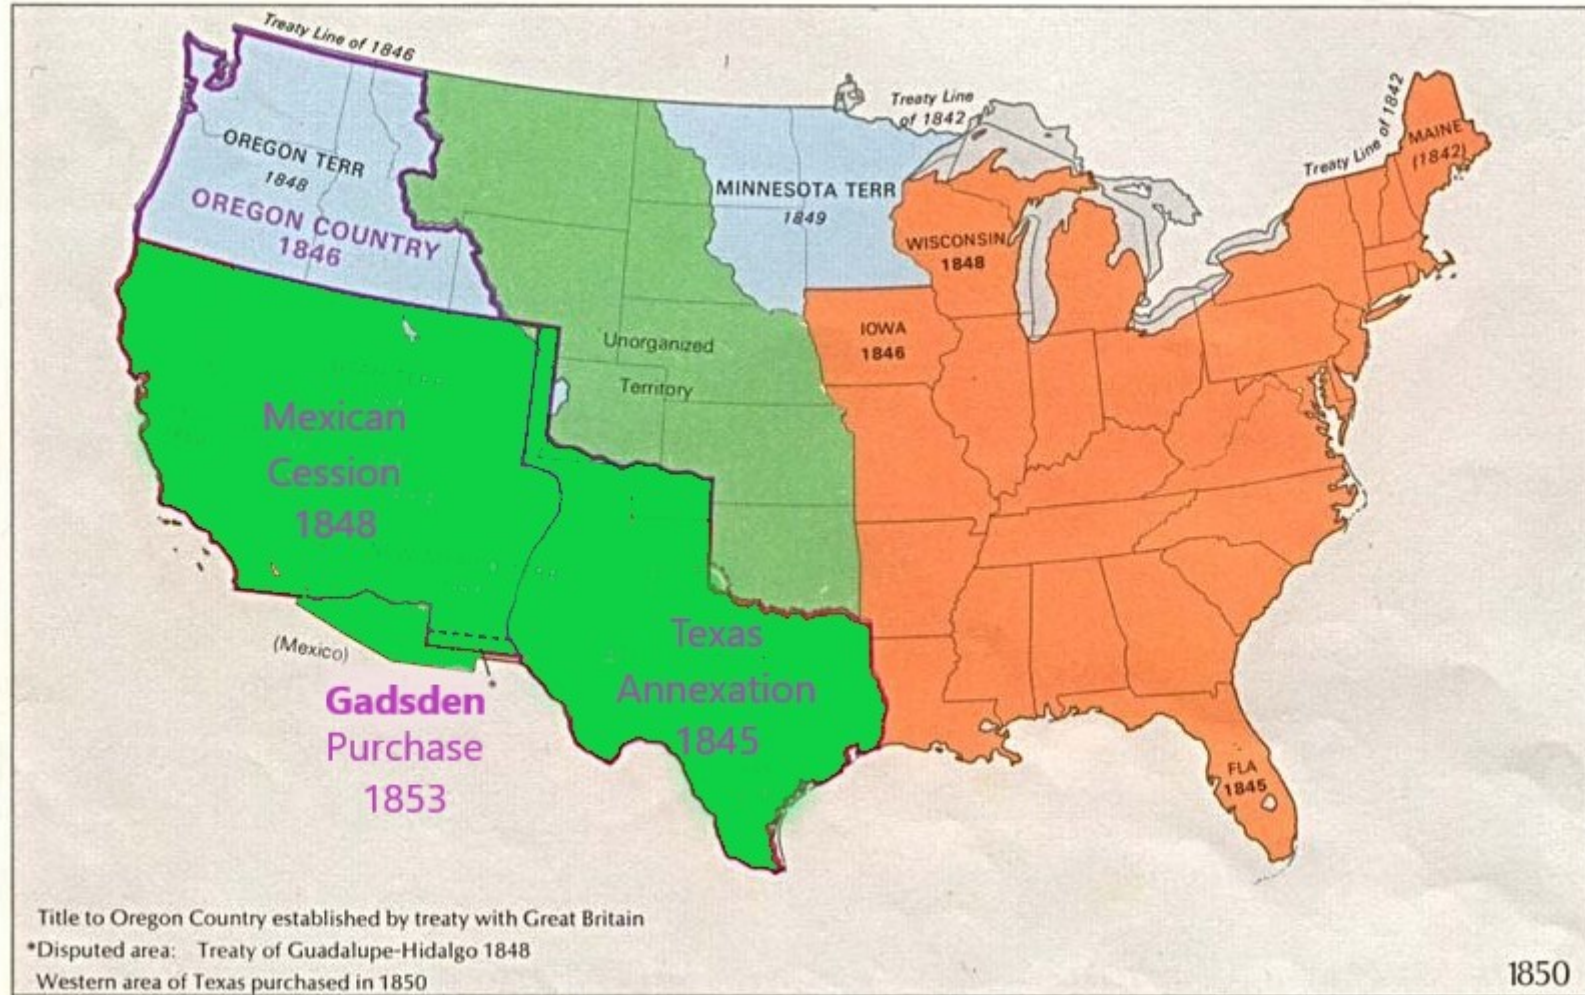 Treaty Line of 1846
Treaty Line
of 1842
Treaty Line of 1842
MAINE
(1842)
OREGON TERR
1848
OREGON COUNTRY
1846
MINNESOTA TERR
1849
WISCONSIN
1848
IOWA
1846
Unorganized
Territory
Mexican
Cession
1848
Texas
Annexation
1845
(Mexico)
*
Gadsden
Purchase
1853
FLA
1845
Title to Oregon Country established by treaty with Great Britain
*Disputed area: Treaty of Guadalupe-Hidalgo 1848
Western area of Texas purchased in 1850
1850